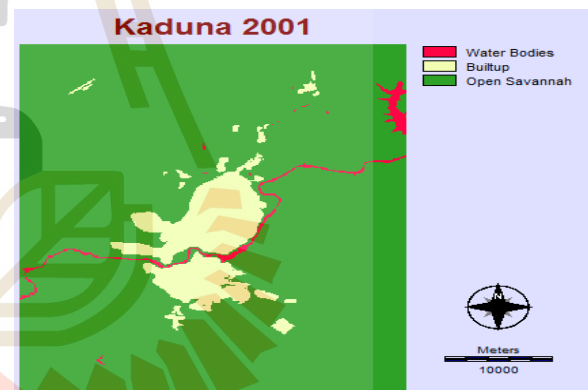 Kaduna 2001
Water Bodies
Builtup
Open Savannah
N
Meters
10000